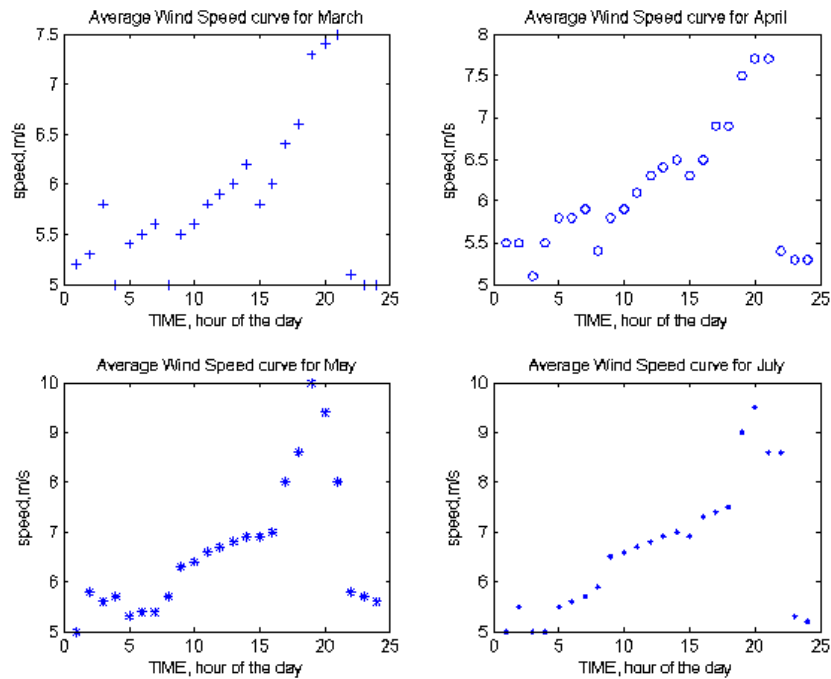 Average Wind Speed curve for March
7.5
7
6.5
6
5.5
5
speed,m/s
0 5 10 15 20 25
TIME, hour of the day
Average Wind Speed curve for April
8
7.5
7
6.5
6
5.5
5
speed,m/s
0 5 10 15 20 25
TIME, hour of the day
Average Wind Speed curve for May
10
9
8
7
6
5
speed,m/s
0 5 10 15 20 25
TIME, hour of the day
Average Wind Speed curve for July
10
9
8
7
6
5
speed,m/s
0 5 10 15 20 25
TIME, hour of the day